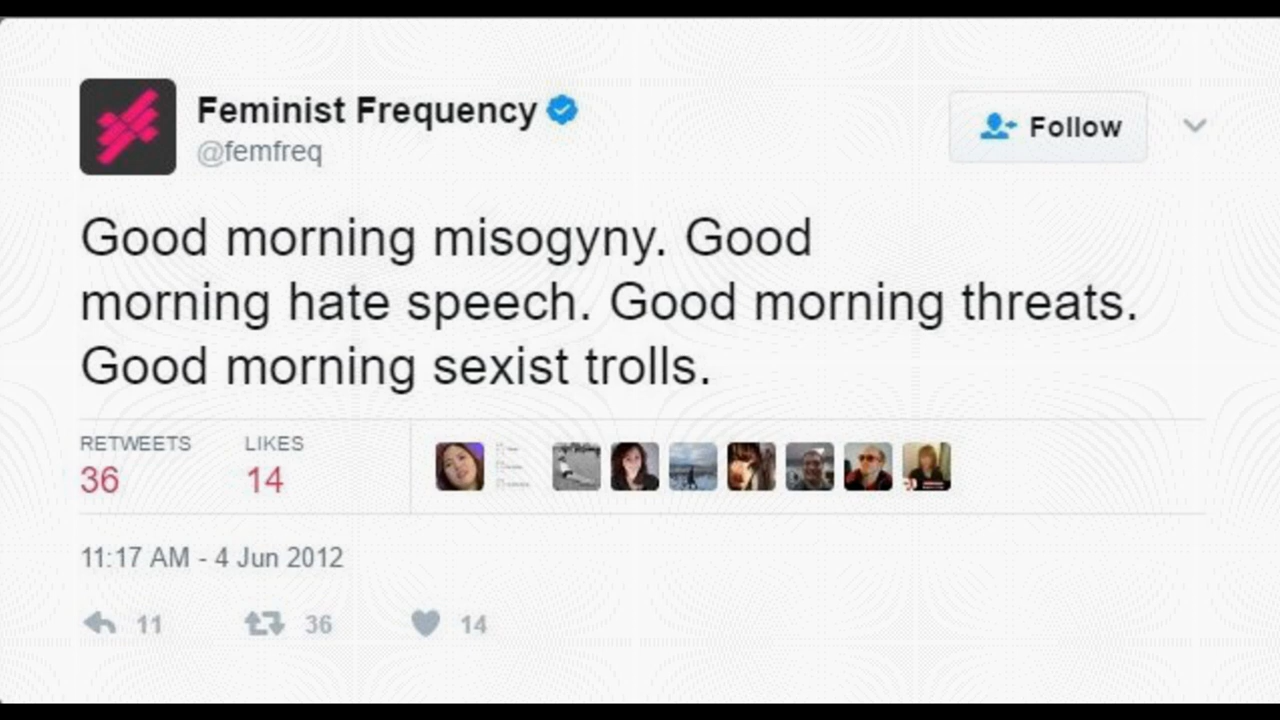 Feminist Frequency
@femfreq
Follow
Good morning misogyny. Good
morning hate speech. Good morning threats.
Good morning sexist trolls.
RETWEETS LIKES
36 14
11:17 AM - 4 Jun 2012
11 36 14